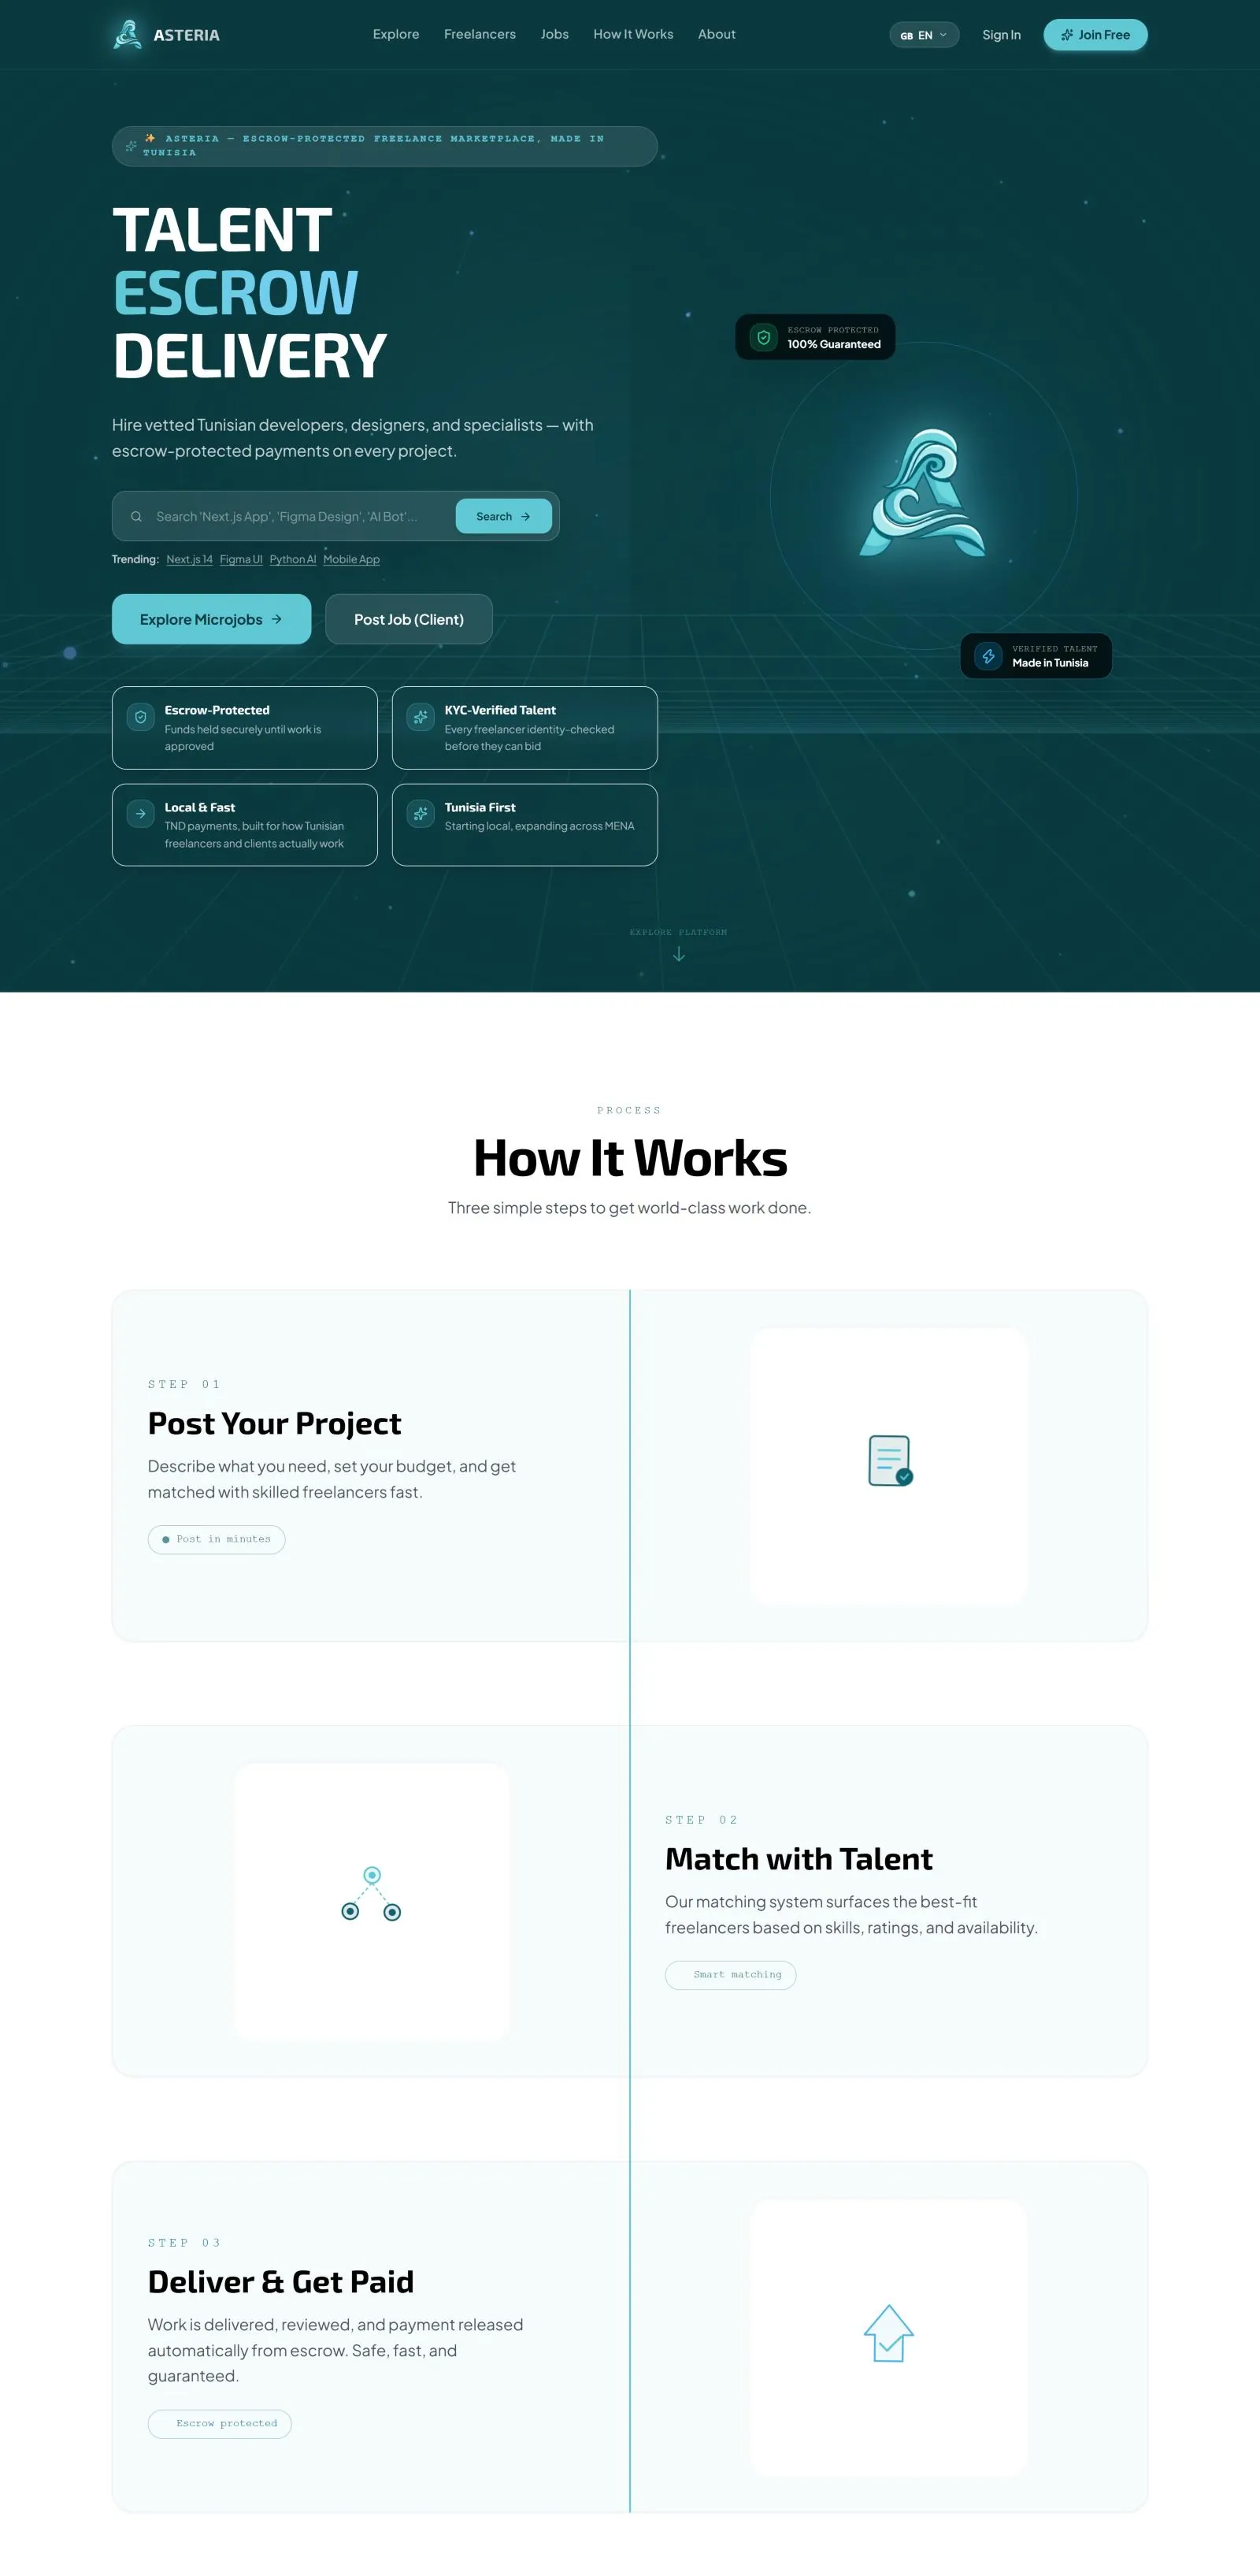 ASTERIA
Explore
Freelancers
Jobs
How It Works
About
GB EN
Sign In
Join Free
✨ ASTERIA — ESCROW-PROTECTED FREELANCE MARKETPLACE, MADE IN
TUNISIA
TALENT
ESCROW
DELIVERY
Hire vetted Tunisian developers, designers, and specialists — with
escrow-protected payments on every project.
Search 'Next.js App', 'Figma Design', 'AI Bot'...
Search
Trending: Next.js 14 Figma UI Python AI Mobile App
Explore Microjobs
Post Job (Client)
ESCROW PROTECTED
100% Guaranteed
VERIFIED TALENT
Made in Tunisia
Escrow-Protected
Funds held securely until work is
approved
KYC-Verified Talent
Every freelancer identity-checked
before they can bid
Local & Fast
TND payments, built for how Tunisian
freelancers and clients actually work
Tunisia First
Starting local, expanding across MENA
EXPLORE PLATFORM
PROCESS
How It Works
Three simple steps to get world-class work done.
STEP 01
Post Your Project
Describe what you need, set your budget, and get
matched with skilled freelancers fast.
Post in minutes
STEP 02
Match with Talent
Our matching system surfaces the best-fit
freelancers based on skills, ratings, and availability.
Smart matching
STEP 03
Deliver & Get Paid
Work is delivered, reviewed, and payment released
automatically from escrow. Safe, fast, and
guaranteed.
Escrow protected